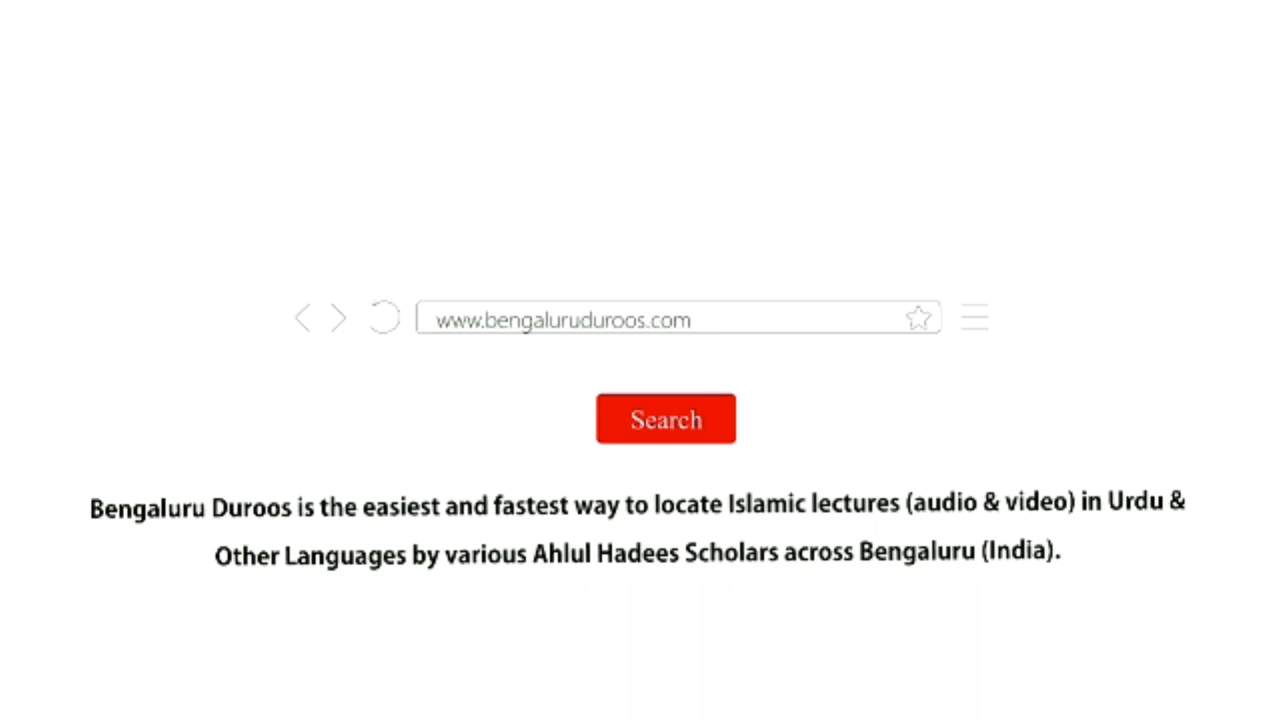 www.bengaluruduroos.com
Search
Bengaluru Duroos is the easiest and fastest way to locate Islamic lectures (audio & video) in Urdu &
Other Languages by various Ahlul Hadees Scholars across Bengaluru (India).